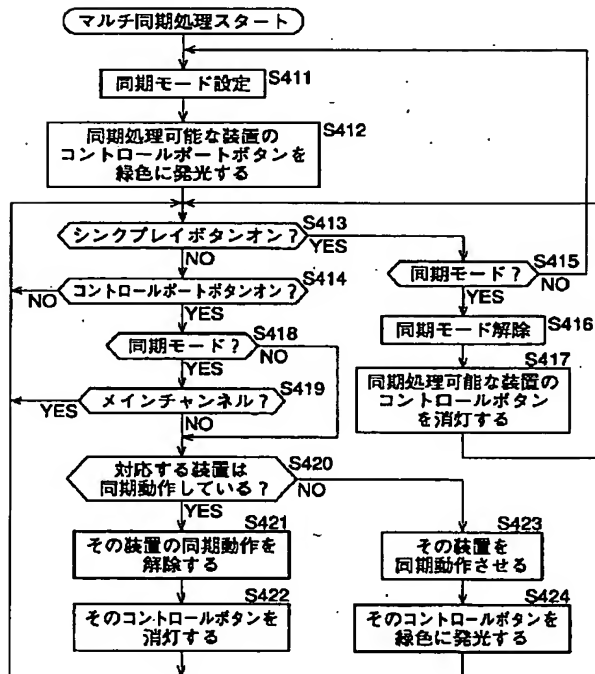 マルチ同期処理スタート
同期モード設定
S411
同期処理可能な装置の
コントロールポートボタンを
緑色に発光する
S412
シンクプレイボタンオン？
S413
YES
NO
コントロールポートボタンオン？
S414
NO
YES
同期モード？
S415
NO
YES
同期モード解除
S416
同期処理可能な装置の
コントロールボタン
を消灯する
S417
同期モード？
S418
NO
YES
メインチャンネル？
S419
YES
NO
対応する装置は
同期動作している？
S420
NO
YES
S421
その装置の同期動作を
解除する
S422
そのコントロールボタンを
消灯する
S423
その装置を
同期動作させる
S424
そのコントロールボタンを
緑色に発光する